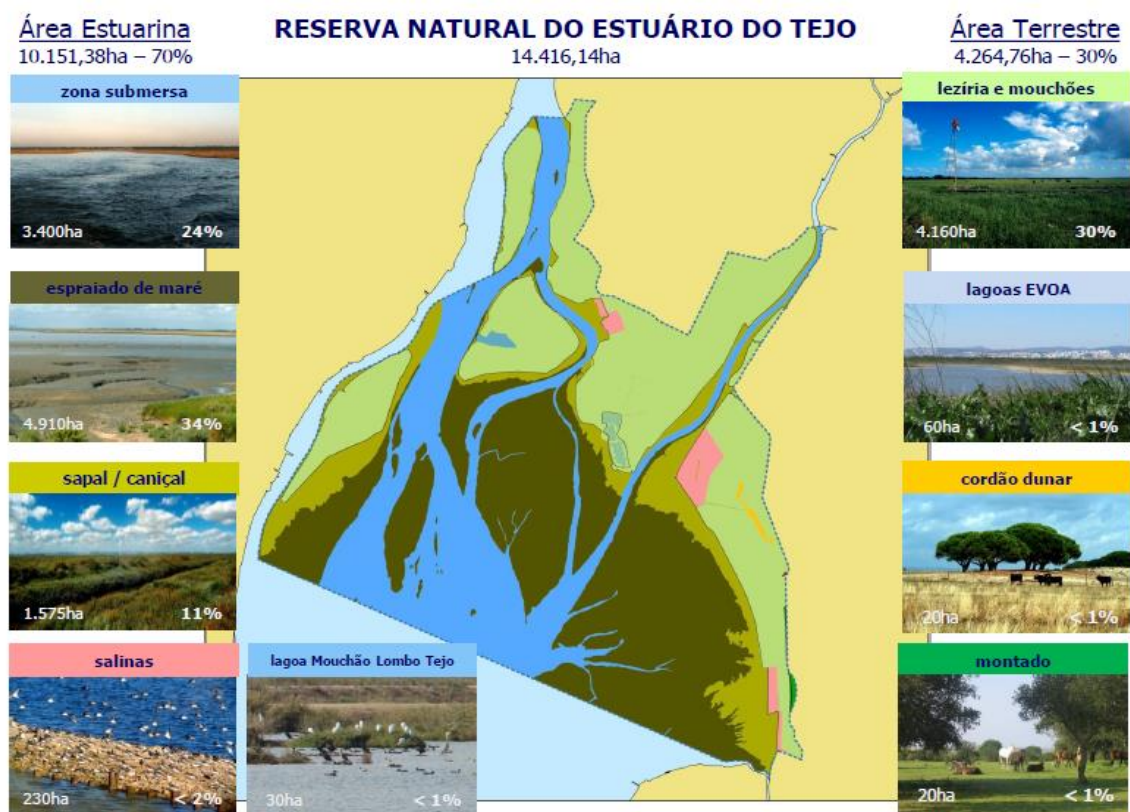 Área Estuarina
10.151,38ha – 70%
RESERVA NATURAL DO ESTUÁRIO DO TEJO
14.416,14ha
Área Terrestre
4.264,76ha – 30%
zona submersa
3.400ha 24%
espraiado de maré
4.910ha 34%
sapal / caniçal
1.575ha 11%
salinas
230ha < 2%
lagoa Mouchão Lombo Tejo
30ha < 1%
lezíria e mouchões
4.160ha 30%
lagoas EVOA
60ha < 1%
cordão dunar
20ha < 1%
montado
20ha < 1%